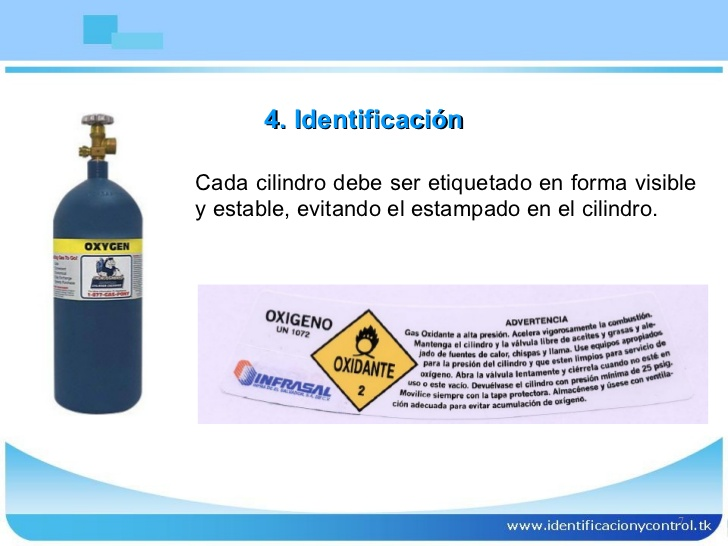 4. Identificación
Cada cilindro debe ser etiquetado en forma visible
y estable, evitando el estampado en el cilindro.
OXYGEN
OXIGENO
UN 1072
OXIDANTE
2
INFRASAL
ADVERTENCIA
Gas Oxidante a alta presión. Acelera vigorosamente la combustión.
Mantenga el cilindro y la válvula libre de aceites y grasas y ale-
jado de fuentes de calor, chispas y llama. Use equipos apropiados
para la presión del cilindro y que esten limpios para servicio de
oxígeno. Abra la válvula lentamente y ciérrela cuando no esté en
uso o este vacío. Devuélvase el cilindro con presión mínima de 25 psig.
Movilice siempre con la tapa protectora. Almacénese y úsese con ventila-
ción adecuada para evitar acumulación de oxígeno.
7
www.identificacionycontrol.tk